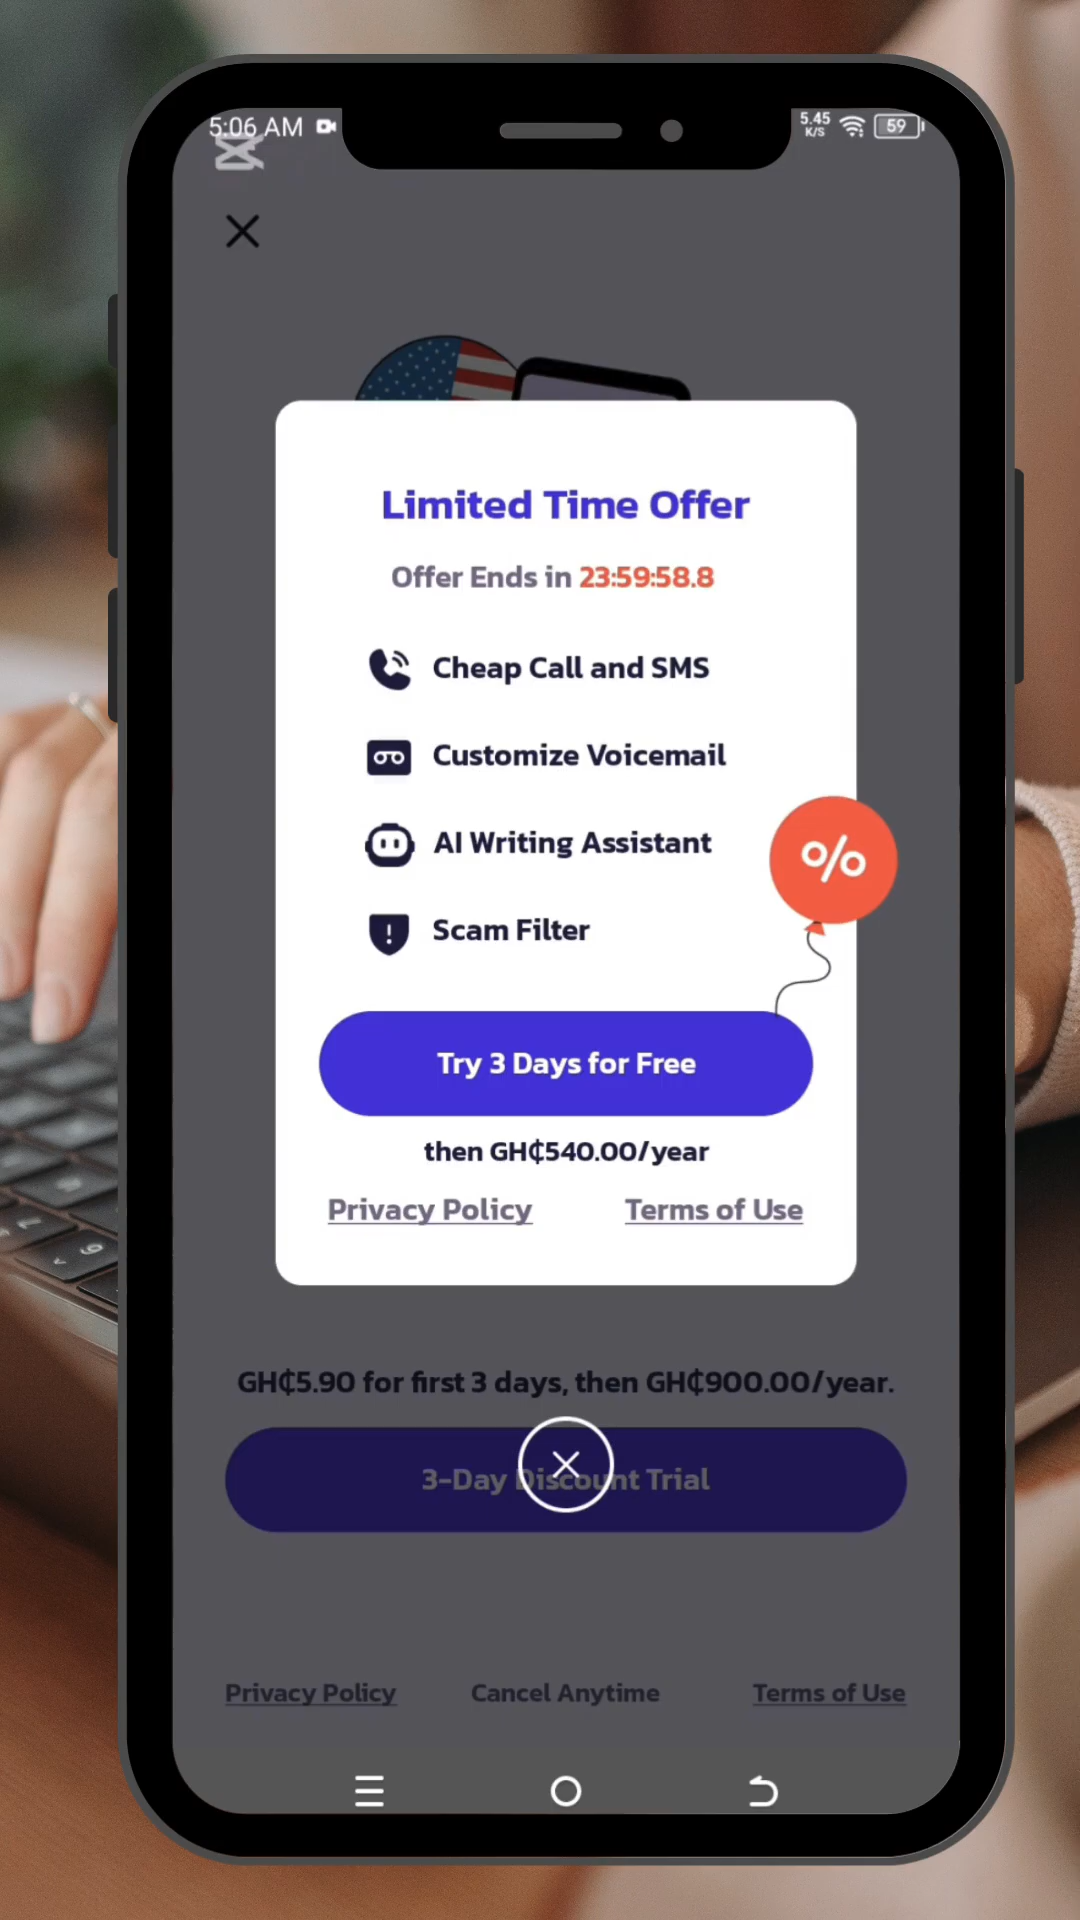 5:06 AM
5.45
K/S
59
Limited Time Offer
Offer Ends in 23:59:58.8
Cheap Call and SMS
Customize Voicemail
AI Writing Assistant
%
Scam Filter
Try 3 Days for Free
then GH₵540.00/year
Privacy Policy
Terms of Use
GH₵5.90 for first 3 days, then GH₵900.00/year.
3-Day Discount Trial
Privacy Policy
Cancel Anytime
Terms of Use